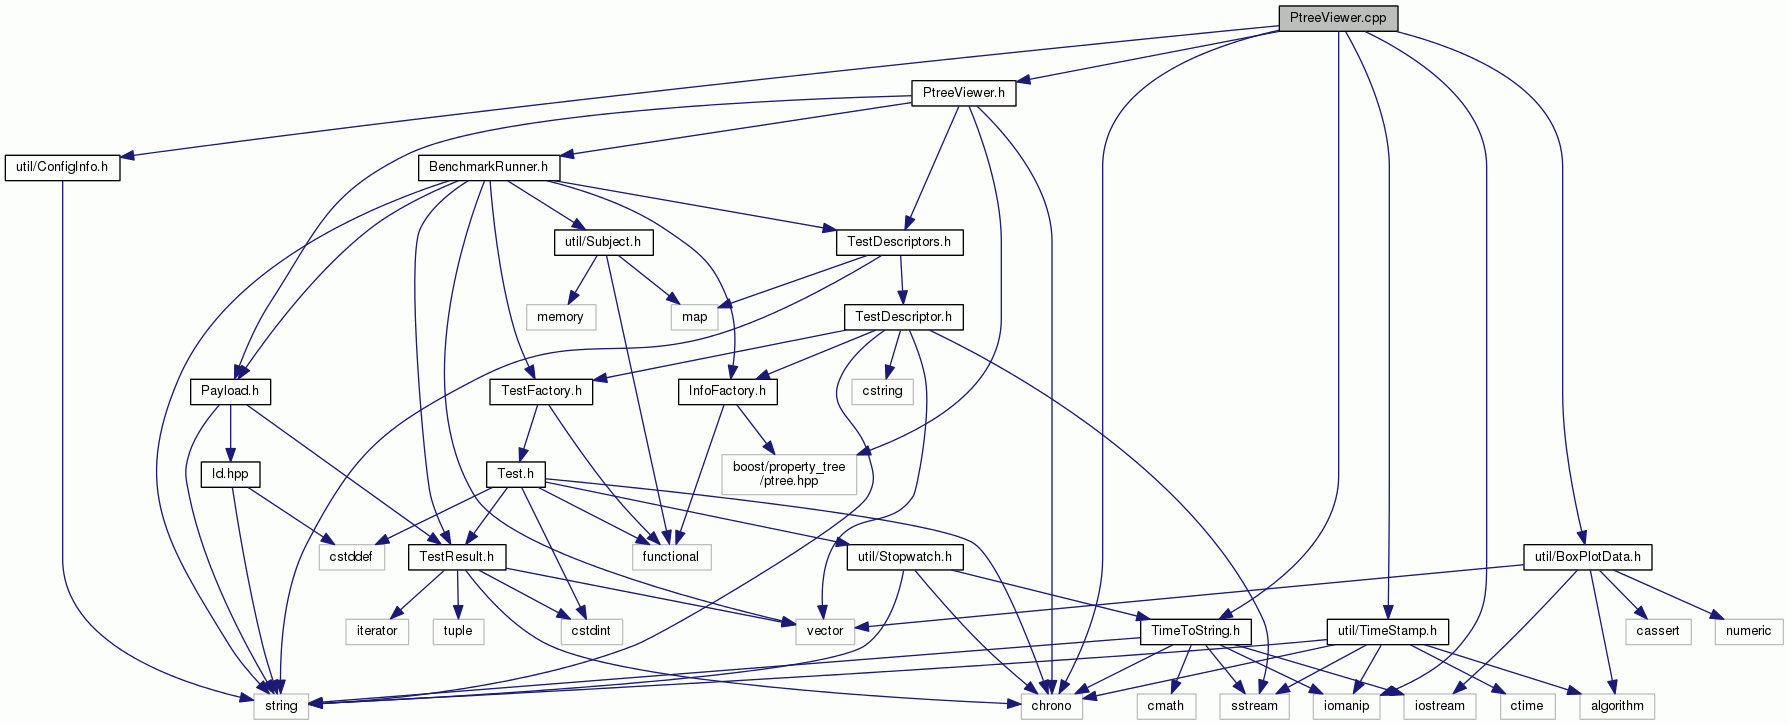 PtreeViewer.cpp
PtreeViewer.h
util/ConfigInfo.h
BenchmarkRunner.h
util/Subject.h
TestDescriptors.h
memory
map
TestDescriptor.h
Payload.h
TestFactory.h
InfoFactory.h
cstring
Id.hpp
Test.h
boost/property_tree
/ptree.hpp
cstddef
TestResult.h
functional
util/Stopwatch.h
util/BoxPlotData.h
iterator
tuple
cstdint
vector
TimeToString.h
util/TimeStamp.h
cassert
numeric
string
chrono
cmath
sstream
iomanip
iostream
ctime
algorithm